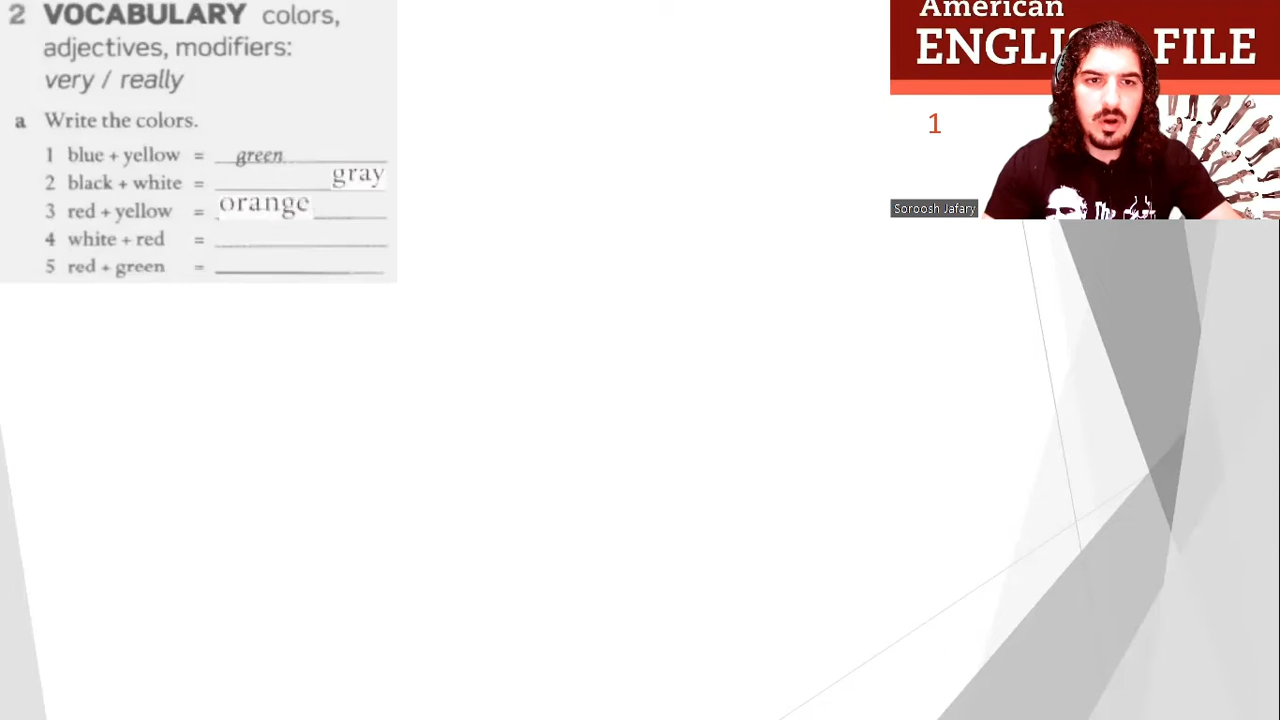 2 VOCABULARY colors,
adjectives, modifiers:
very / really
a Write the colors.
1 blue + yellow = green
2 black + white = gray
3 red + yellow = orange
4 white + red =
5 red + green =
American
ENGLISH FILE
1
Soroosh Jafary